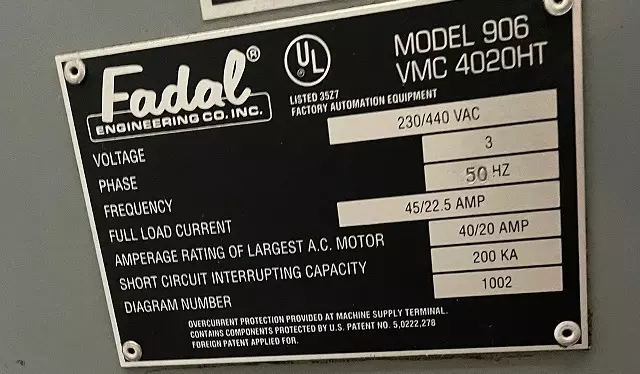 Fadal®
ENGINEERING CO. INC.
UL
LISTED 35Z7
FACTORY AUTOMATION EQUIPMENT
MODEL 906
VMC 4020HT
VOLTAGE 230/440 VAC
PHASE 3
FREQUENCY 50 HZ
FULL LOAD CURRENT 45/22.5 AMP
AMPERAGE RATING OF LARGEST A.C. MOTOR 40/20 AMP
SHORT CIRCUIT INTERRUPTING CAPACITY 200 KA
DIAGRAM NUMBER 1002
OVERCURRENT PROTECTION PROVIDED AT MACHINE SUPPLY TERMINAL.
CONTAINS COMPONENTS PROTECTED BY U.S. PATENT NO. 5,0222,278
FOREIGN PATENT APPLIED FOR.